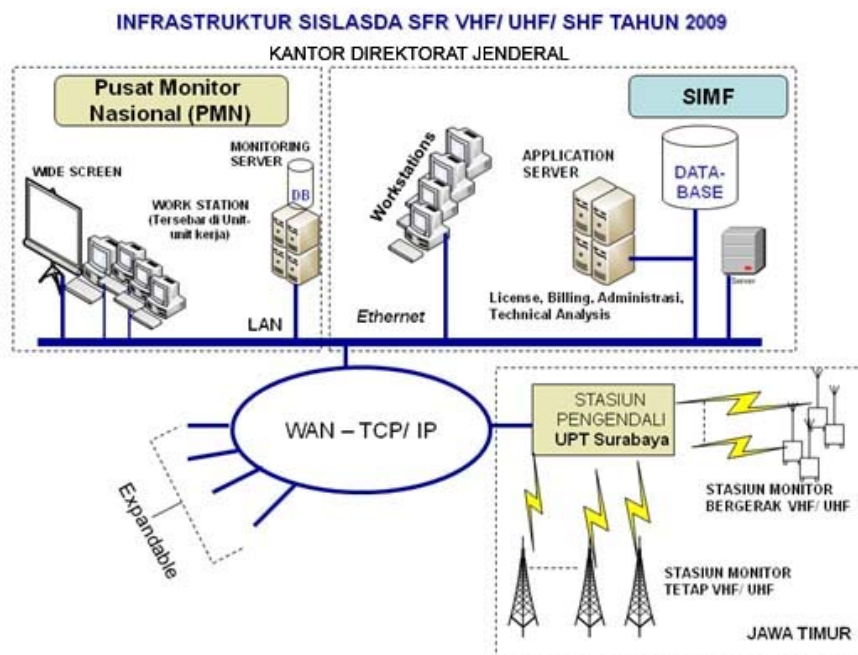 INFRASTRUKTUR SISLASDA SFR VHF/ UHF/ SHF TAHUN 2009
KANTOR DIREKTORAT JENDERAL
Pusat Monitor
Nasional (PMN)
SIMF
WIDE SCREEN
WORK STATION
(Tersebar di Unit-
unit kerja)
MONITORING
SERVER
DB
Workstations
APPLICATION
SERVER
DATA-
BASE
Server
License, Billing, Administrasi,
Technical Analysis
LAN
Ethernet
WAN – TCP/ IP
Expandable
STASIUN
PENGENDALI
UPT Surabaya
STASIUN MONITOR
BERGERAK VHF/ UHF
STASIUN MONITOR
TETAP VHF/ UHF
JAWA TIMUR